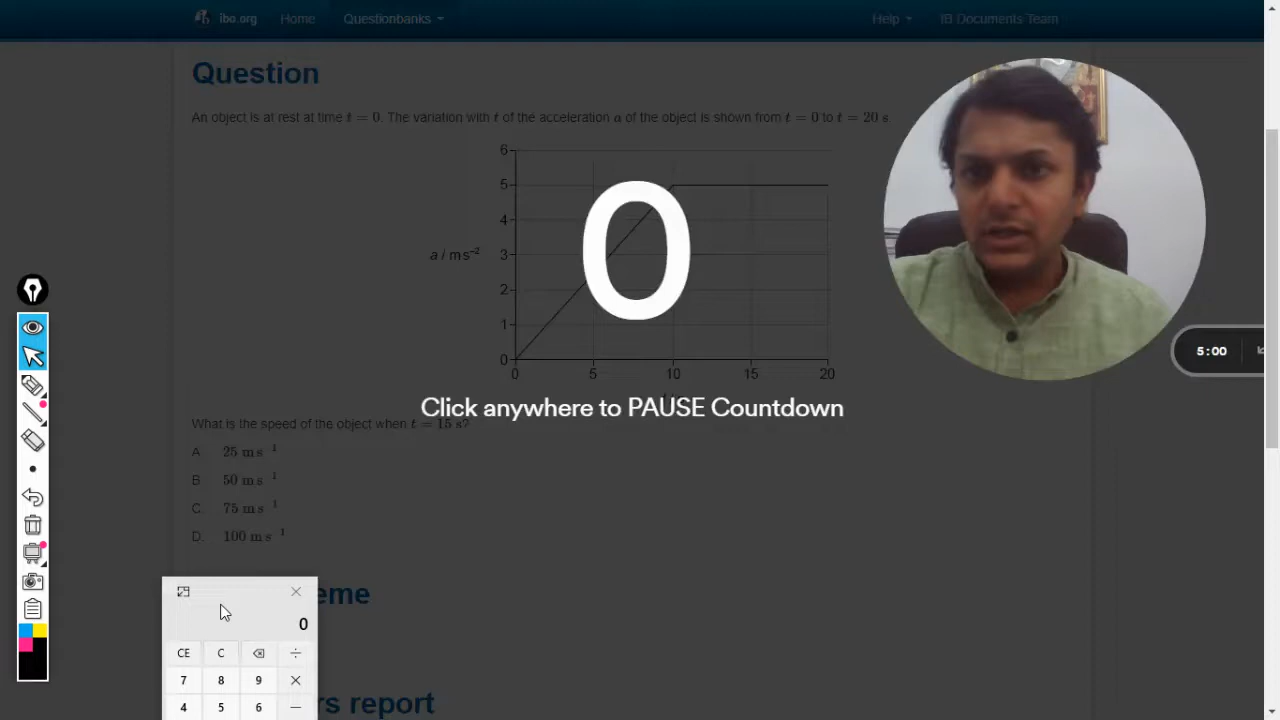 ibo.org Home Questionbanks Help IB Documents Team
Question
An object is at rest at time t = 0. The variation with t of the acceleration a of the object is shown from t = 0 to t = 20 s
6
5
4
3
2
1
0
a / m s⁻²
0 5 10 15 20
0
Click anywhere to PAUSE Countdown
5:00
What is the speed of the object when t = 15 s?
A 25 m s⁻¹
B 50 m s⁻¹
C. 75 m s⁻¹
D. 100 m s⁻¹
eme
0
CE C ÷
7 8 9 ×
4 5 6 −
rs report